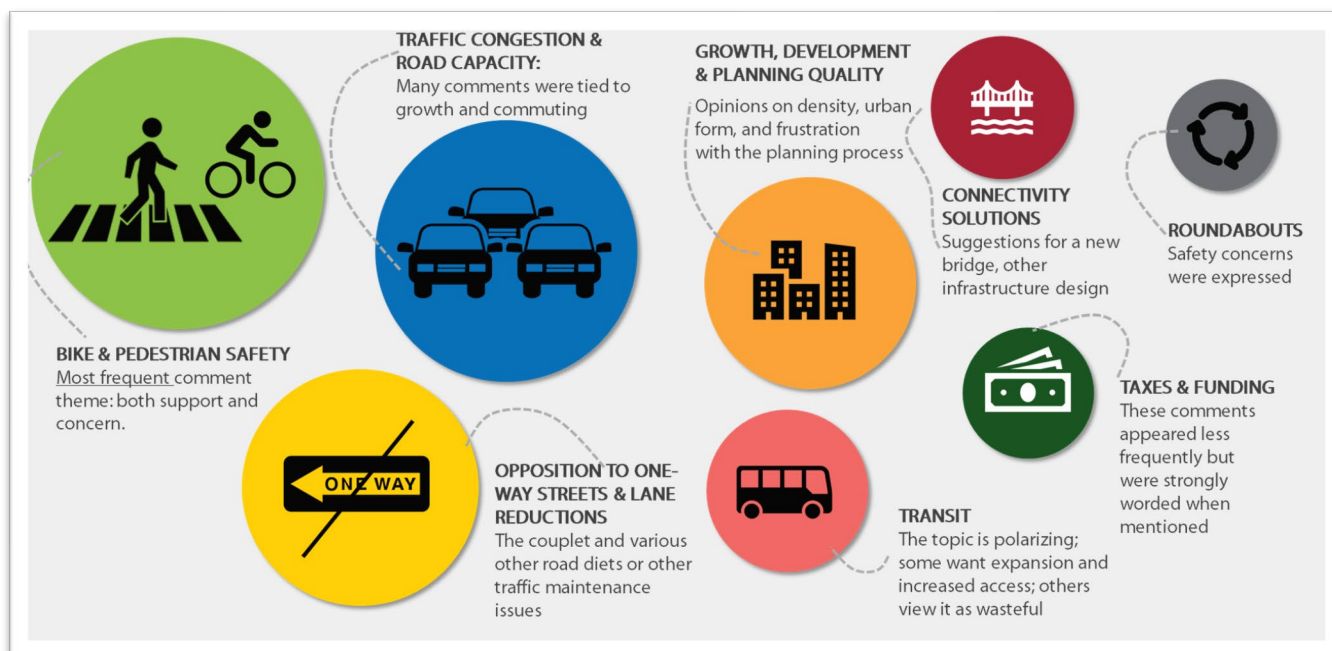 TRAFFIC CONGESTION &
ROAD CAPACITY:
Many comments were tied to
growth and commuting
GROWTH, DEVELOPMENT
& PLANNING QUALITY
Opinions on density, urban
form, and frustration
with the planning process
CONNECTIVITY
SOLUTIONS
Suggestions for a new
bridge, other
infrastructure design
ROUNDABOUTS
Safety concerns
were expressed
BIKE & PEDESTRIAN SAFETY
Most frequent comment
theme: both support and
concern.
ONE WAY
OPPOSITION TO ONE-
WAY STREETS & LANE
REDUCTIONS
The couplet and various
other road diets or other
traffic maintenance
issues
TRANSIT
The topic is polarizing;
some want expansion and
increased access; others
view it as wasteful
TAXES & FUNDING
These comments
appeared less
frequently but
were strongly
worded when
mentioned